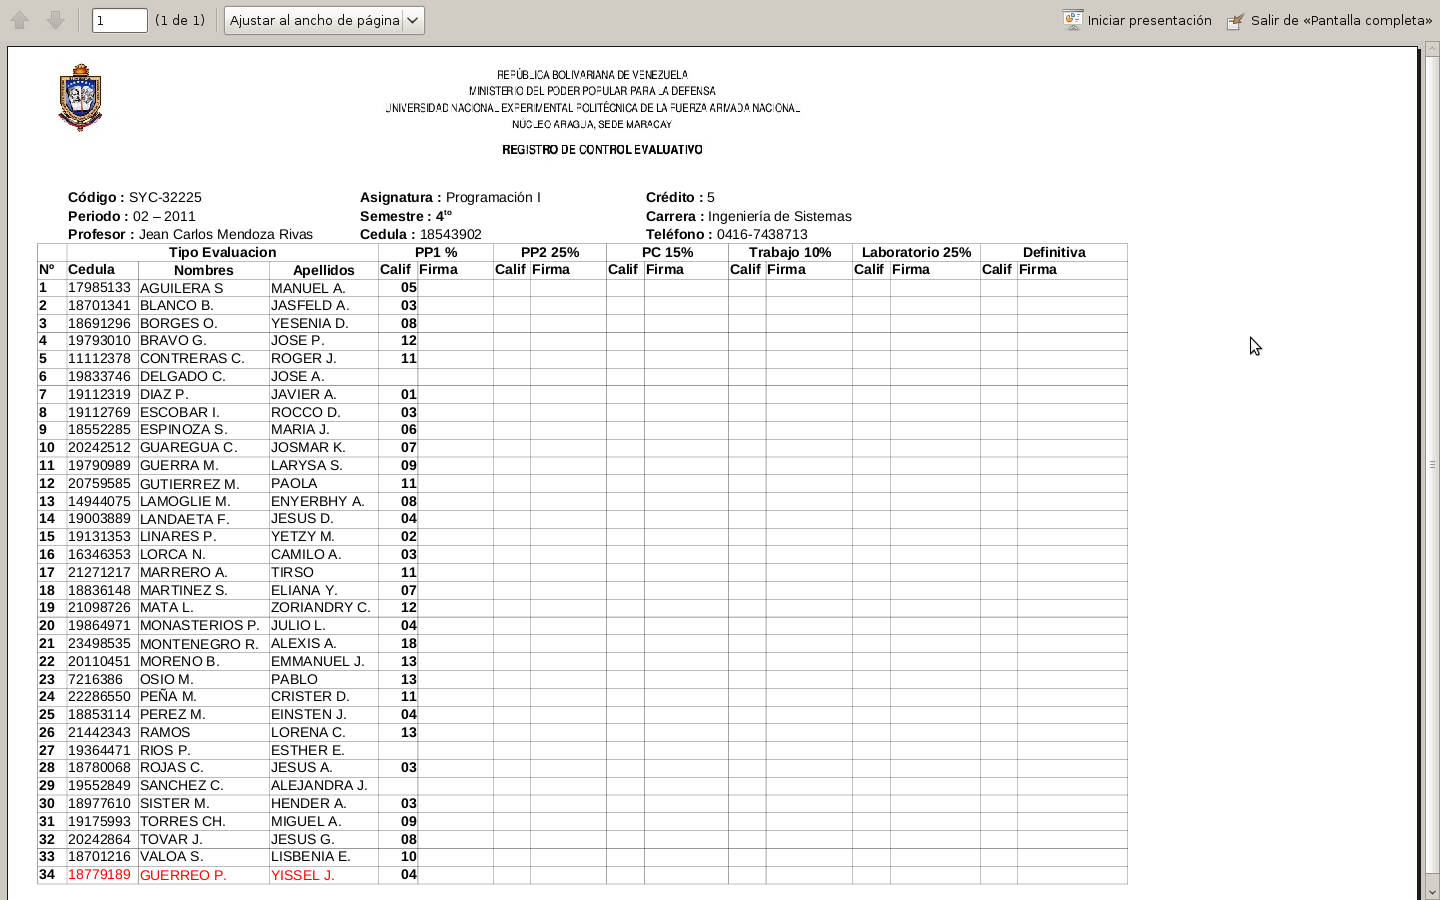 1 (1 de 1) Ajustar al ancho de página Iniciar presentación Salir de «Pantalla completa»
REPÚBLICA BOLIVARIANA DE VENEZUELA
MINISTERIO DEL PODER POPULAR PARA LA DEFENSA
UNIVERSIDAD NACIONAL EXPERIMENTAL POLITÉCNICA DE LA FUERZA ARMADA NACIONAL
NÚCLEO ARAGUA, SEDE MARACAY
REGISTRO DE CONTROL EVALUATIVO
Código : SYC-32225 Asignatura : Programación I Crédito : 5
Periodo : 02 – 2011 Semestre : 4to Carrera : Ingeniería de Sistemas
Profesor : Jean Carlos Mendoza Rivas Cedula : 18543902 Teléfono : 0416-7438713
Tipo Evaluacion PP1 % PP2 25% PC 15% Trabajo 10% Laboratorio 25% Definitiva
Nº Cedula Nombres Apellidos Calif Firma Calif Firma Calif Firma Calif Firma Calif Firma Calif Firma
1 17985133 AGUILERA S MANUEL A. 05
2 18701341 BLANCO B. JASFELD A. 03
3 18691296 BORGES O. YESENIA D. 08
4 19793010 BRAVO G. JOSE P. 12
5 11112378 CONTRERAS C. ROGER J. 11
6 19833746 DELGADO C. JOSE A.
7 19112319 DIAZ P. JAVIER A. 01
8 19112769 ESCOBAR I. ROCCO D. 03
9 18552285 ESPINOZA S. MARIA J. 06
10 20242512 GUAREGUA C. JOSMAR K. 07
11 19790989 GUERRA M. LARYSA S. 09
12 20759585 GUTIERREZ M. PAOLA 11
13 14944075 LAMOGLIE M. ENYERBHY A. 08
14 19003889 LANDAETA F. JESUS D. 04
15 19131353 LINARES P. YETZY M. 02
16 16346353 LORCA N. CAMILO A. 03
17 21271217 MARRERO A. TIRSO 11
18 18836148 MARTINEZ S. ELIANA Y. 07
19 21098726 MATA L. ZORIANDRY C. 12
20 19864971 MONASTERIOS P. JULIO L. 04
21 23498535 MONTENEGRO R. ALEXIS A. 18
22 20110451 MORENO B. EMMANUEL J. 13
23 7216386 OSIO M. PABLO 13
24 22286550 PEÑA M. CRISTER D. 11
25 18853114 PEREZ M. EINSTEN J. 04
26 21442343 RAMOS LORENA C. 13
27 19364471 RIOS P. ESTHER E.
28 18780068 ROJAS C. JESUS A. 03
29 19552849 SANCHEZ C. ALEJANDRA J.
30 18977610 SISTER M. HENDER A. 03
31 19175993 TORRES CH. MIGUEL A. 09
32 20242864 TOVAR J. JESUS G. 08
33 18701216 VALOA S. LISBENIA E. 10
34 18779189 GUERREO P. YISSEL J. 04